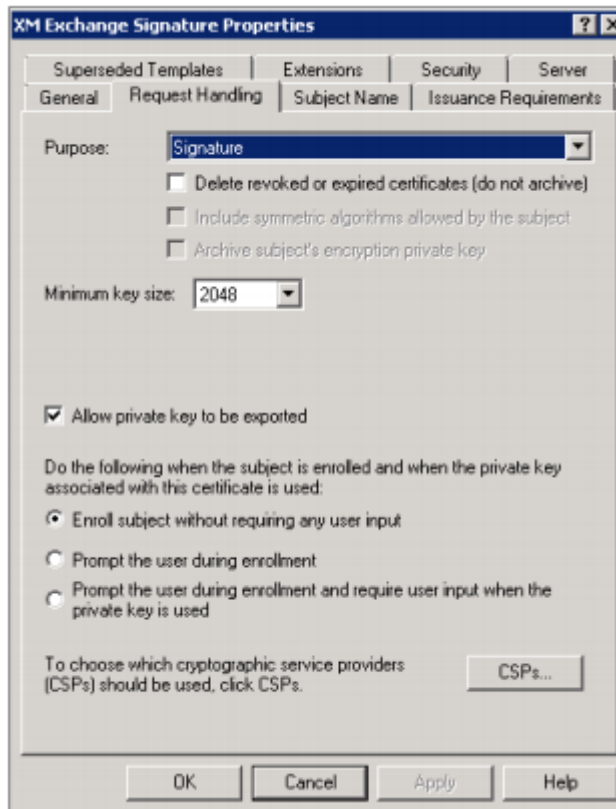 XM Exchange Signature Properties
Superseded Templates
Extensions
Security
Server
General
Request Handling
Subject Name
Issuance Requirements
Purpose:
Signature
Delete revoked or expired certificates (do not archive)
Include symmetric algorithms allowed by the subject
Archive subject's encryption private key
Minimum key size:
2048
Allow private key to be exported
Do the following when the subject is enrolled and when the private key
associated with this certificate is used:
Enroll subject without requiring any user input
Prompt the user during enrollment
Prompt the user during enrollment and require user input when the
private key is used
To choose which cryptographic service providers
(CSPs) should be used, click CSPs.
CSPs...
OK
Cancel
Apply
Help